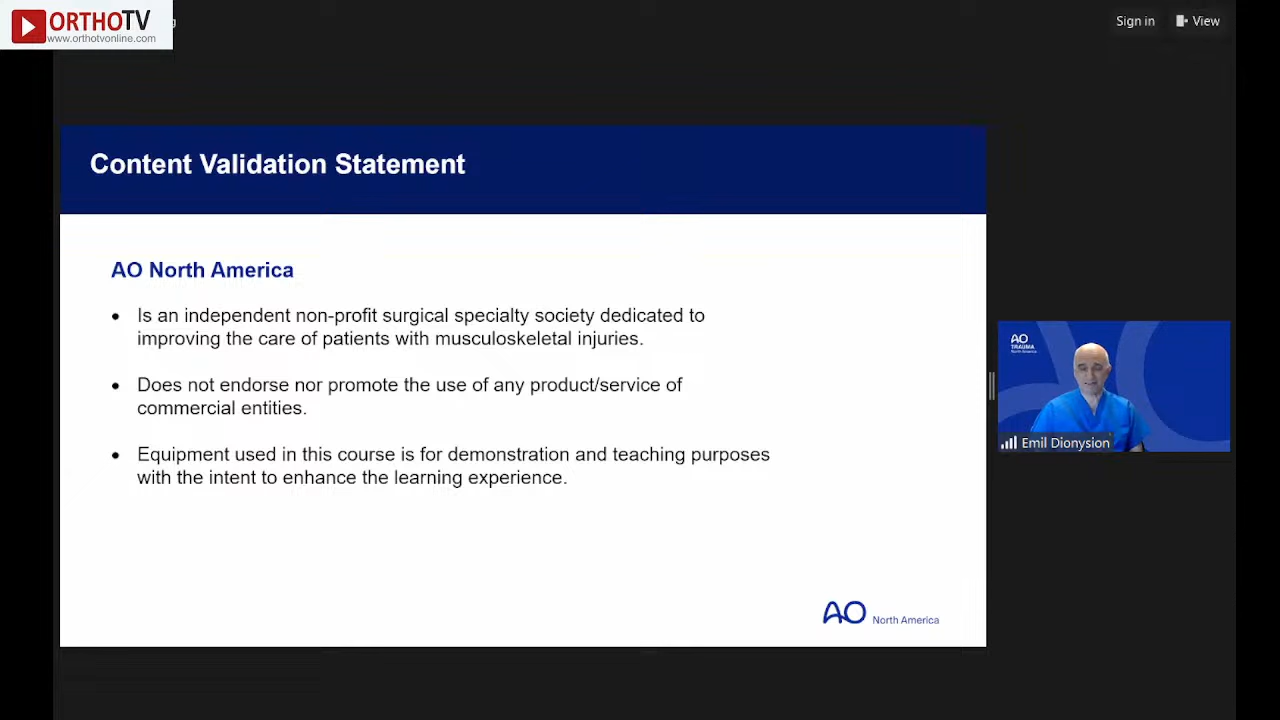 ORTHOTV
www.orthotvonline.com
Sign in
View
Content Validation Statement
AO North America
• Is an independent non-profit surgical specialty society dedicated to
improving the care of patients with musculoskeletal injuries.
• Does not endorse nor promote the use of any product/service of
commercial entities.
• Equipment used in this course is for demonstration and teaching purposes
with the intent to enhance the learning experience.
AO North America
AO
TRAUMA
North America
Emil Dionysion